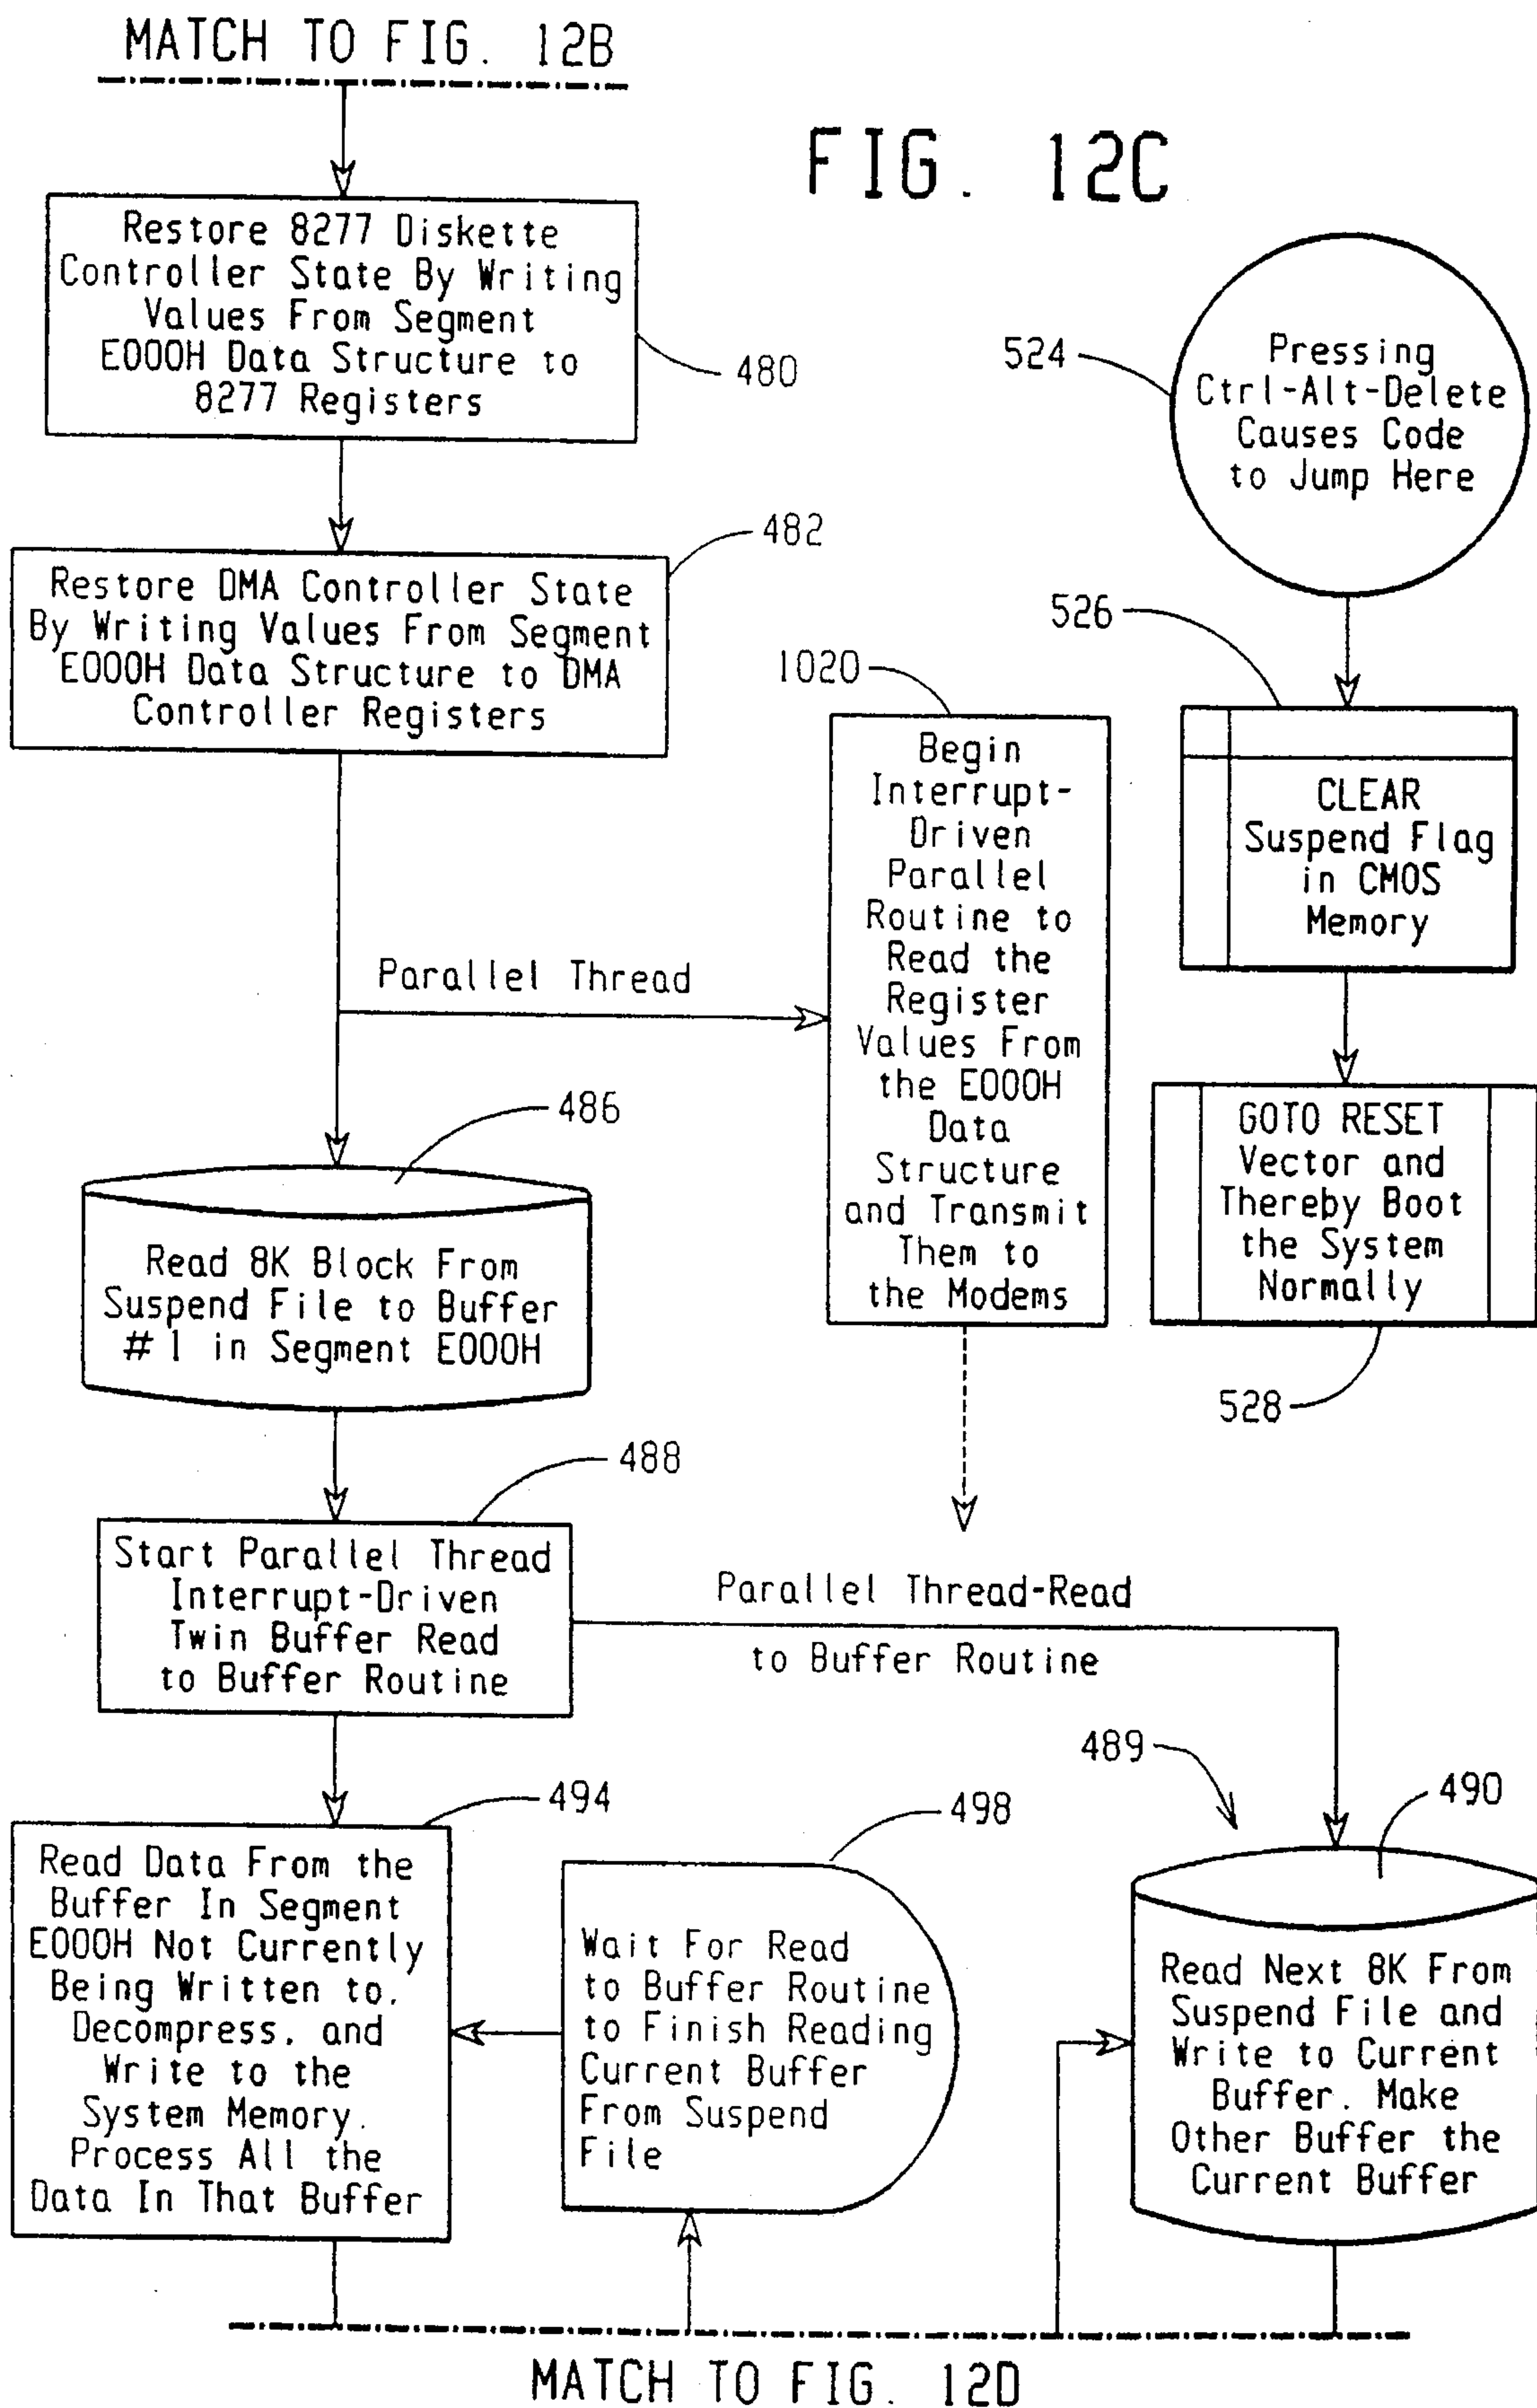 MATCH TO FIG. 12B
FIG. 12C
Restore 8277 Diskette
Controller State By Writing
Values From Segment
E000H Data Structure to
8277 Registers
480
Restore DMA Controller State
By Writing Values From Segment
E000H Data Structure to DMA
Controller Registers
482
Parallel Thread
1020
Begin
Interrupt-
Driven
Parallel
Routine to
Read the
Register
Values From
the E000H
Data
Structure
and Transmit
Them to
the Modems
524
Pressing
Ctrl-Alt-Delete
Causes Code
to Jump Here
526
CLEAR
Suspend Flag
in CMOS
Memory
GOTO RESET
Vector and
Thereby Boot
the System
Normally
528
486
Read 8K Block From
Suspend File to Buffer
#1 in Segment E000H
488
Start Parallel Thread
Interrupt-Driven
Twin Buffer Read
to Buffer Routine
Parallel Thread-Read
to Buffer Routine
494
Read Data From the
Buffer In Segment
E000H Not Currently
Being Written to,
Decompress, and
Write to the
System Memory.
Process All the
Data In That Buffer
498
Wait For Read
to Buffer Routine
to Finish Reading
Current Buffer
From Suspend
File
489
490
Read Next 8K From
Suspend File and
Write to Current
Buffer. Make
Other Buffer the
Current Buffer
MATCH TO FIG. 12D